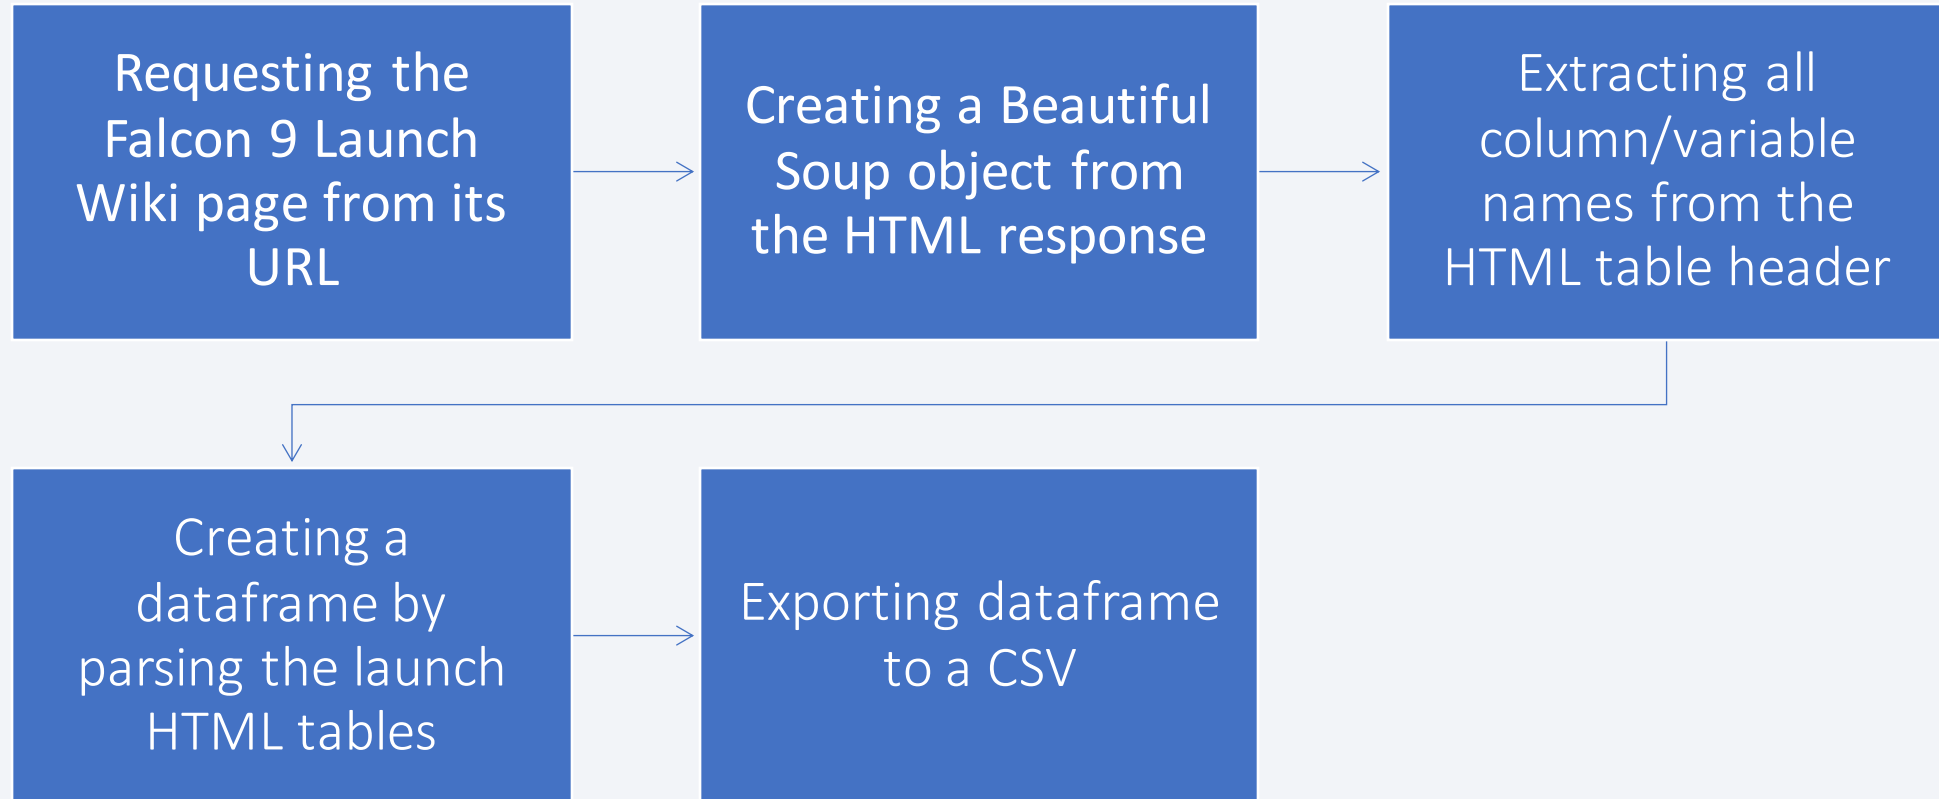 Requesting the
Falcon 9 Launch
Wiki page from its
URL
Creating a Beautiful
Soup object from
the HTML response
Extracting all
column/variable
names from the
HTML table header
Creating a
dataframe by
parsing the launch
HTML tables
Exporting dataframe
to a CSV